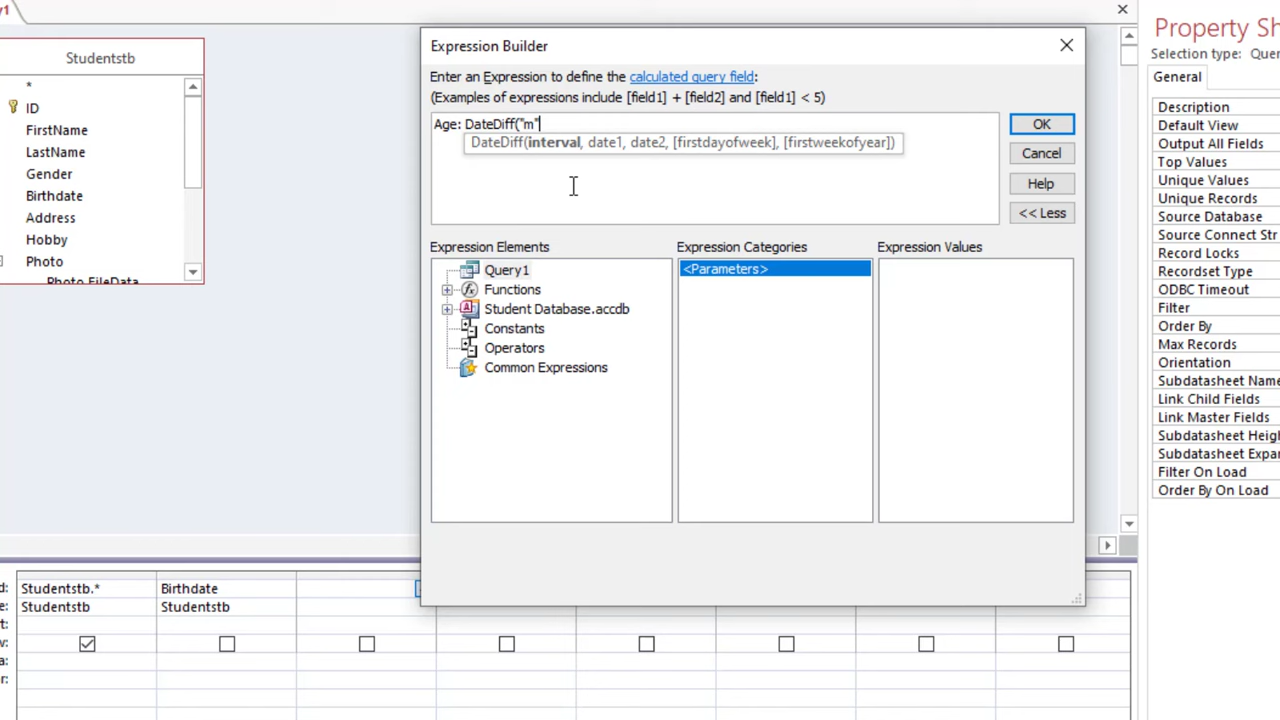 y1
Studentstb
*
ID
FirstName
LastName
Gender
Birthdate
Address
Hobby
Photo
Photo.FileData
Expression Builder
Enter an Expression to define the calculated query field:
(Examples of expressions include [field1] + [field2] and [field1] < 5)
Age: DateDiff("m"
DateDiff(interval, date1, date2, [firstdayofweek], [firstweekofyear])
OK
Cancel
Help
<< Less
Expression Elements
Query1
Functions
Student Database.accdb
Constants
Operators
Common Expressions
Expression Categories
<Parameters>
Expression Values
Property Sh
Selection type: Quer
General
Description
Default View
Output All Fields
Top Values
Unique Values
Unique Records
Source Database
Source Connect Str
Record Locks
Recordset Type
ODBC Timeout
Filter
Order By
Max Records
Orientation
Subdatasheet Name
Link Child Fields
Link Master Fields
Subdatasheet Heigh
Subdatasheet Expan
Filter On Load
Order By On Load
d: Studentstb.* Birthdate
e: Studentstb Studentstb
t:
v:
a:
r: